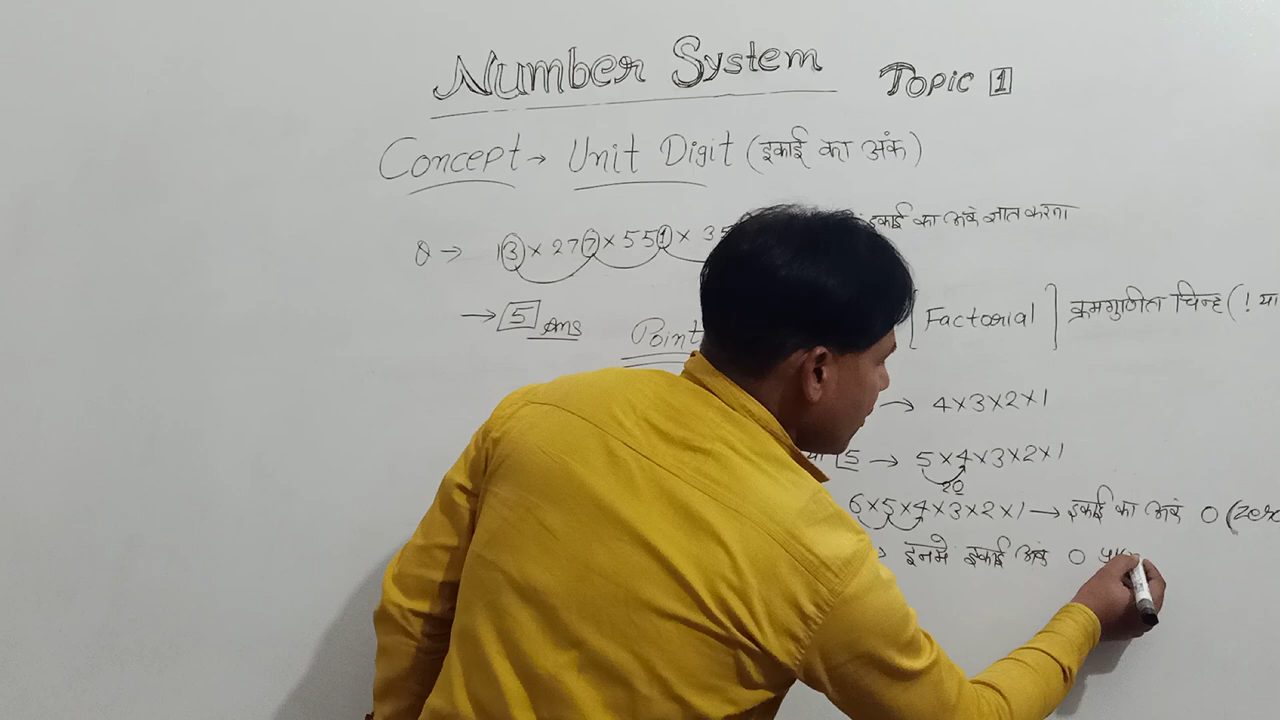 Number System Topic 1
Concept → Unit Digit (इकाई का अंक)
Q → 13 × 277 × 551 × 35 इकाई का अंक ज्ञात करना
→ 5 Ans
Point [Factorial] क्रमगुणीत चिन्ह (! या
→ 4×3×2×1
या 5 → 5×4×3×2×1
20
6×5×4×3×2×1 → इकाई का अंक 0 (zero
इनमे इकाई अंक 0